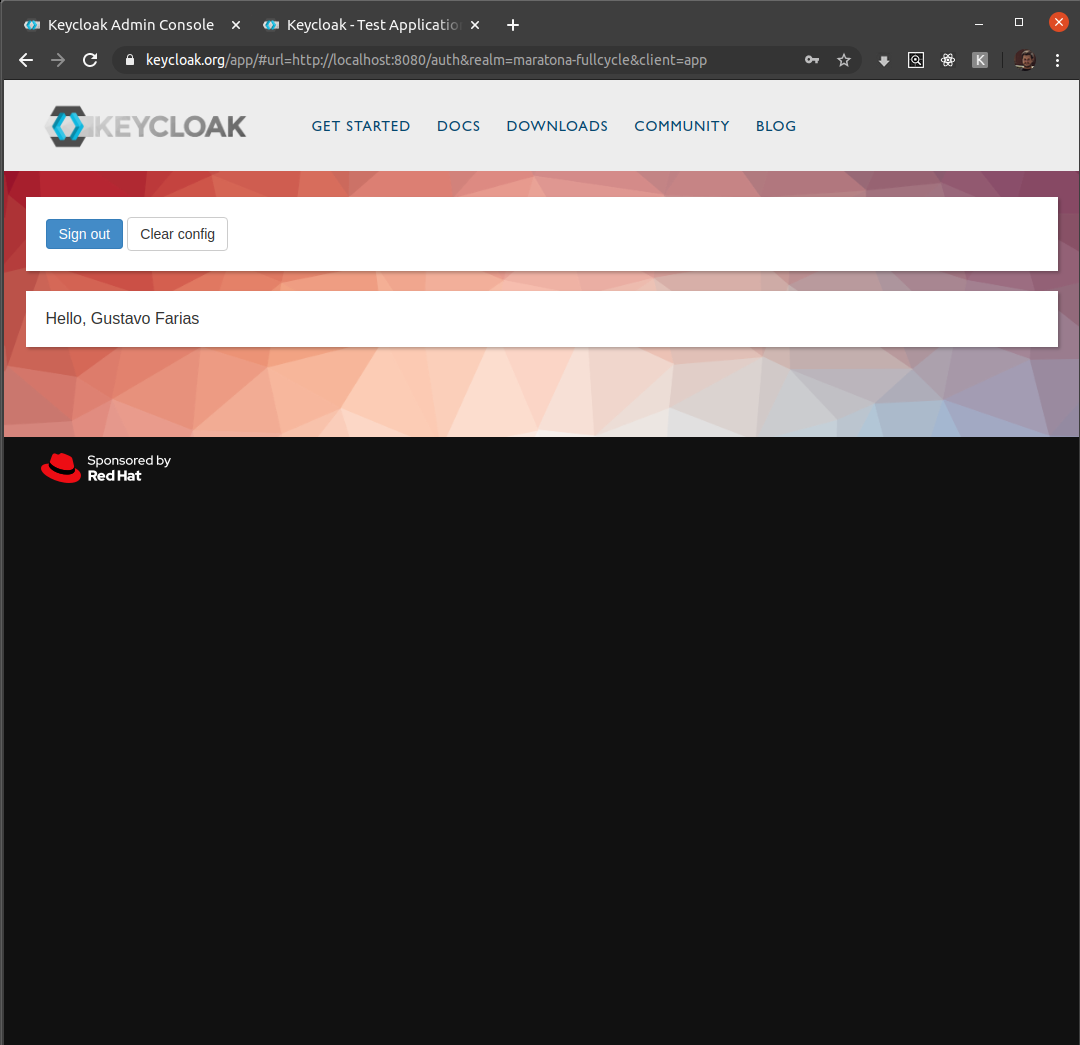 Keycloak Admin Console
Keycloak - Test Applicatio
keycloak.org/app/#url=http://localhost:8080/auth&realm=maratona-fullcycle&client=app
K
KEYCLOAK
GET STARTED DOCS DOWNLOADS COMMUNITY BLOG
Sign out Clear config
Hello, Gustavo Farias
Sponsored by
Red Hat